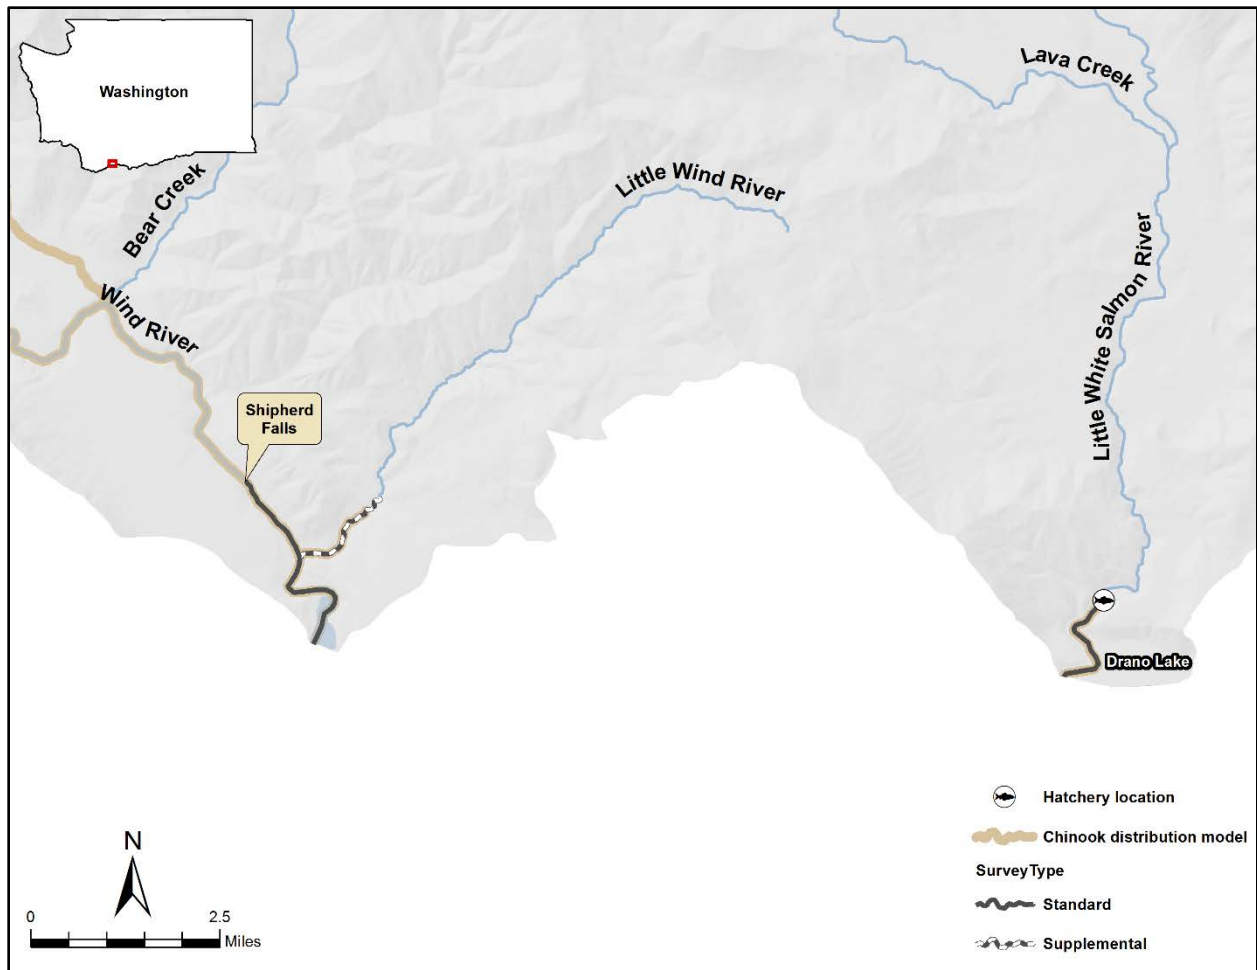 Washington
Lava Creek
Bear Creek
Little Wind River
Wind River
Little White Salmon River
Shipherd
Falls
Drano Lake
Hatchery location
Chinook distribution model
SurveyType
Standard
Supplemental
N
0 2.5
Miles